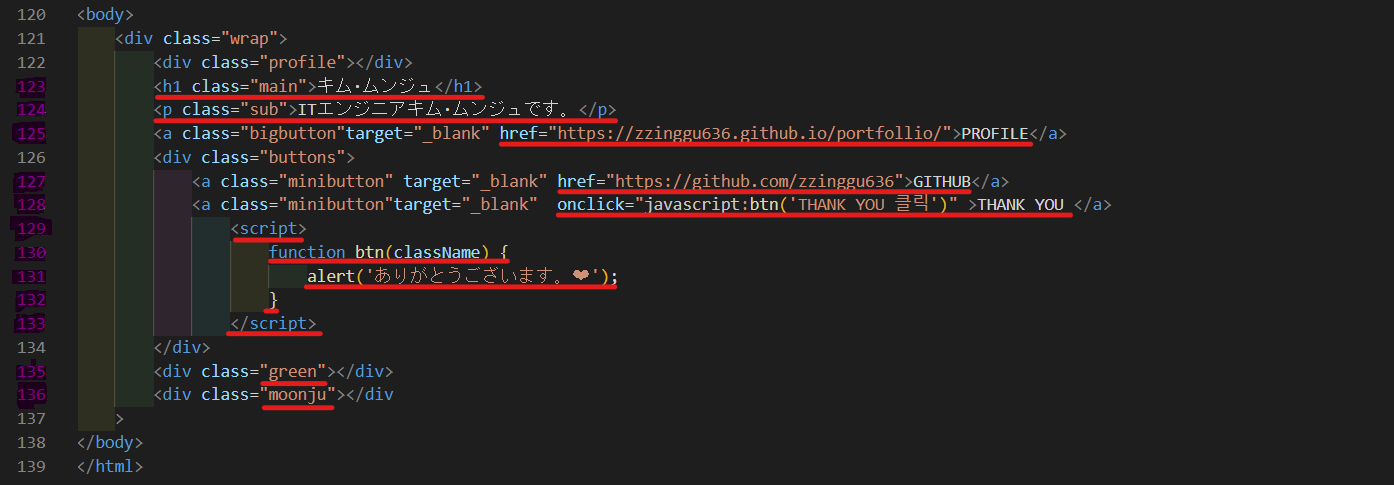 120 <body>
121 <div class="wrap">
122 <div class="profile"></div>
123 <h1 class="main">キム・ムンジュ</h1>
124 <p class="sub">ITエンジニアキム・ムンジュです。</p>
125 <a class="bigbutton"target="_blank" href="https://zzinggu636.github.io/portfollio/">PROFILE</a>
126 <div class="buttons">
127 <a class="minibutton" target="_blank" href="https://github.com/zzinggu636">GITHUB</a>
128 <a class="minibutton"target="_blank"  onclick="javascript:btn('THANK YOU 클릭')" >THANK YOU </a>
129 <script>
130 function btn(className) {
131 alert('ありがとうございます。❤');
132 }
133 </script>
134 </div>
135 <div class="green"></div>
136 <div class="moonju"></div
137 >
138 </body>
139 </html>